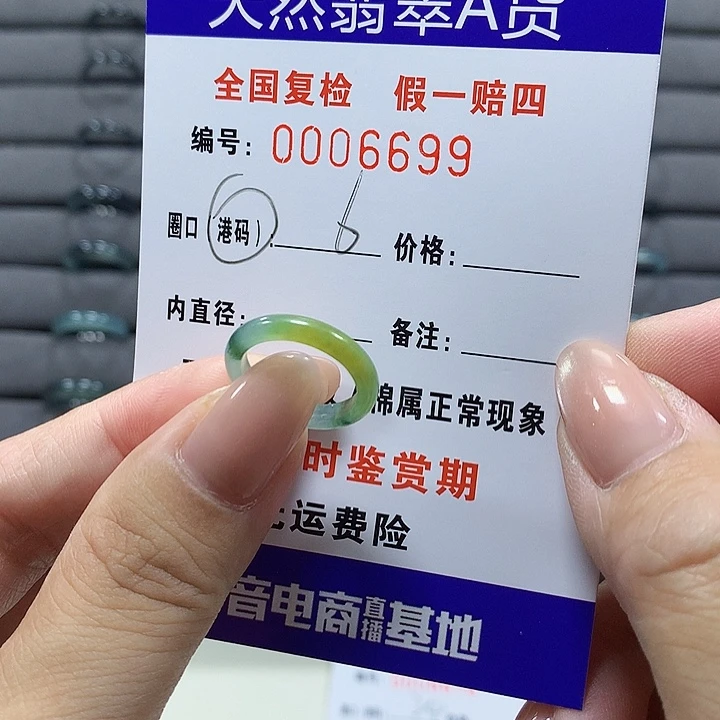 天然翡翠A货
全国复检 假一赔四
编号: 0006699
圈口(港码): 6 价格:
内直径: 备注:
棉属正常现象
时鉴赏期
运费险
音电商直播基地